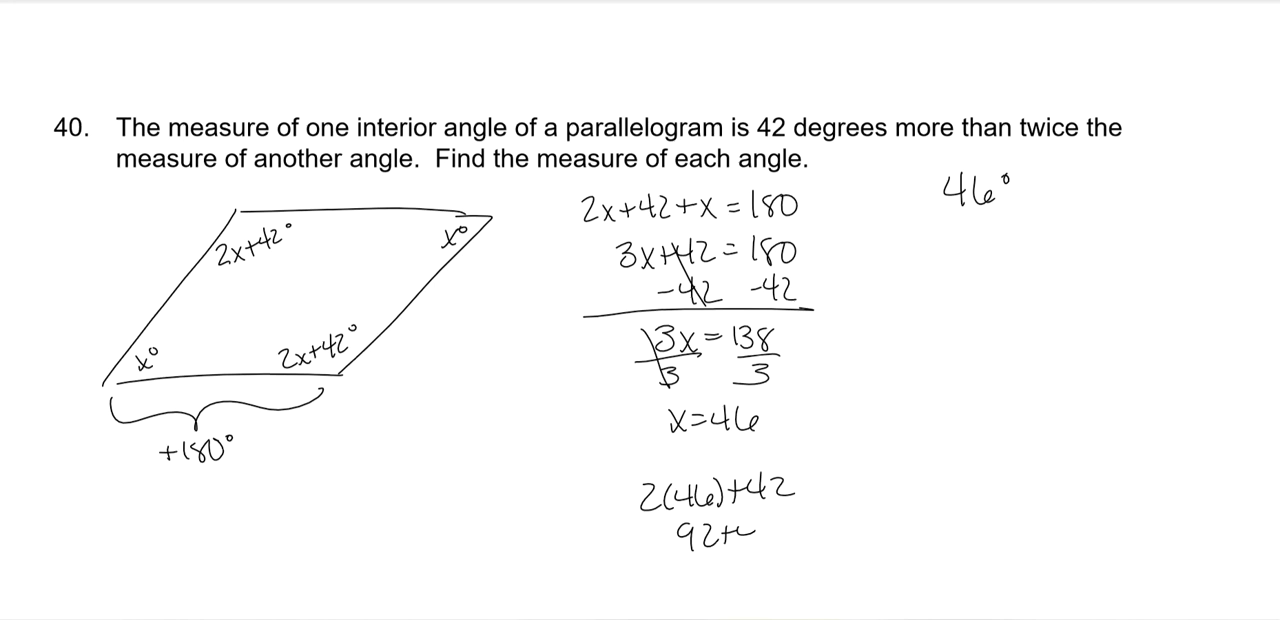 40. The measure of one interior angle of a parallelogram is 42 degrees more than twice the
measure of another angle. Find the measure of each angle.
46°
2x+42°
x°
x°
2x+42°
+180°
2x+42+x=180
3x+42=180
-42 -42
3x=138
3 3
x=46
2(46)+42
92+